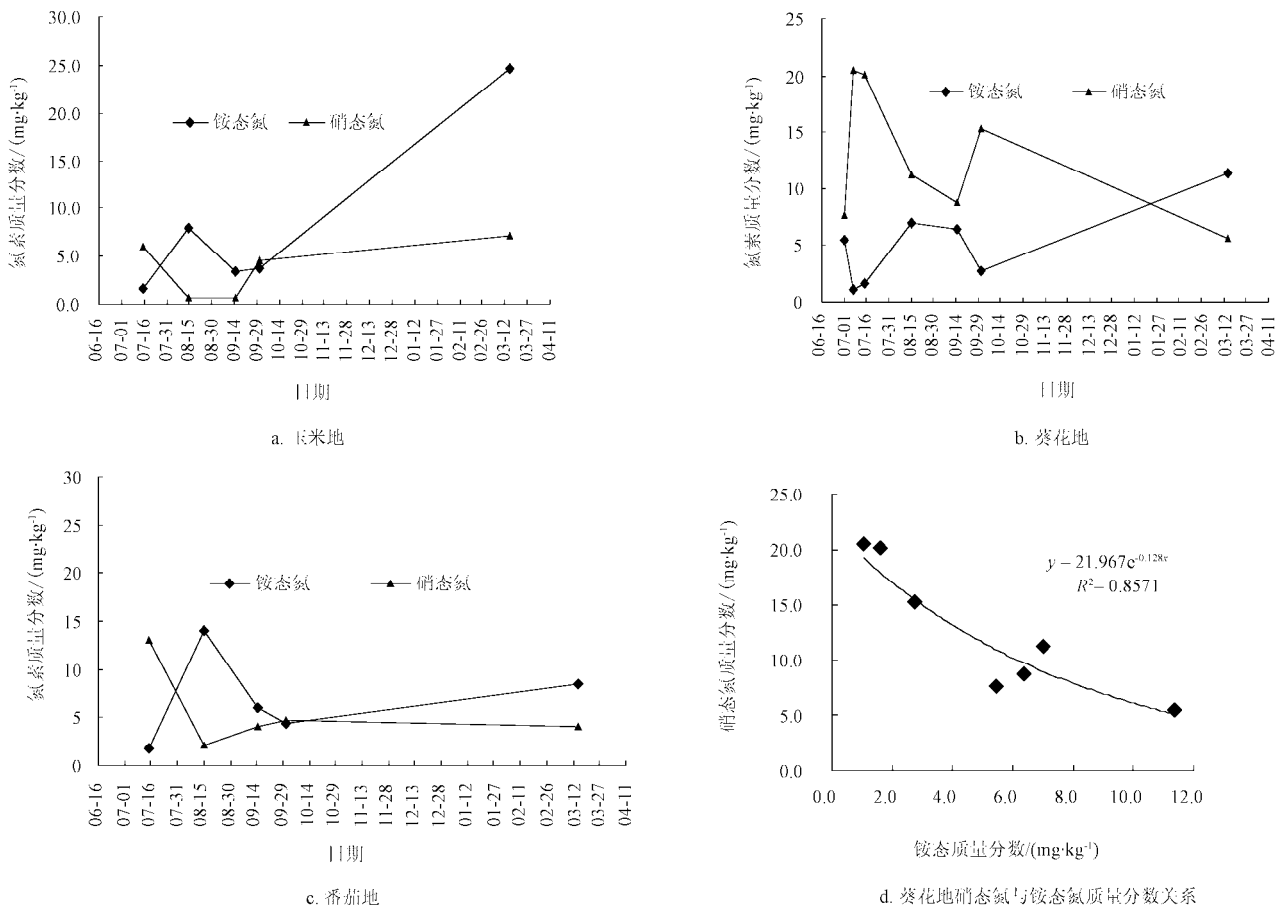 30.0
25.0
20.0
15.0
10.0
5.0
0.0
氮素质量分数/(mg·kg⁻¹)
铵态氮 硝态氮
06-16 07-01 07-16 07-31 08-15 08-30 09-14 09-29 10-14 10-29 11-13 11-28 12-13 12-28 01-12 01-27 02-11 02-26 03-12 03-27 04-11
日期
a. 玉米地
25
20
15
10
5
0
氮素质量分数/(mg·kg⁻¹)
铵态氮 硝态氮
06-16 07-01 07-16 07-31 08-15 08-30 09-14 09-29 10-14 10-29 11-13 11-28 12-13 12-28 01-12 01-27 02-11 02-26 03-12 03-27 04-11
日期
b. 葵花地
30
25
20
15
10
5
0
氮素质量分数/(mg·kg⁻¹)
铵态氮 硝态氮
06-16 07-01 07-16 07-31 08-15 08-30 09-14 09-29 10-14 10-29 11-13 11-28 12-13 12-28 01-12 01-27 02-11 02-26 03-12 03-27 04-11
日期
c. 番茄地
25.0
20.0
15.0
10.0
5.0
0.0
硝态氮质量分数/(mg·kg⁻¹)
y=21.967e⁻⁰·¹²⁸ˣ
R²=0.8571
0.0 2.0 4.0 6.0 8.0 10.0 12.0
铵态质量分数/(mg·kg⁻¹)
d. 葵花地硝态氮与铵态氮质量分数关系